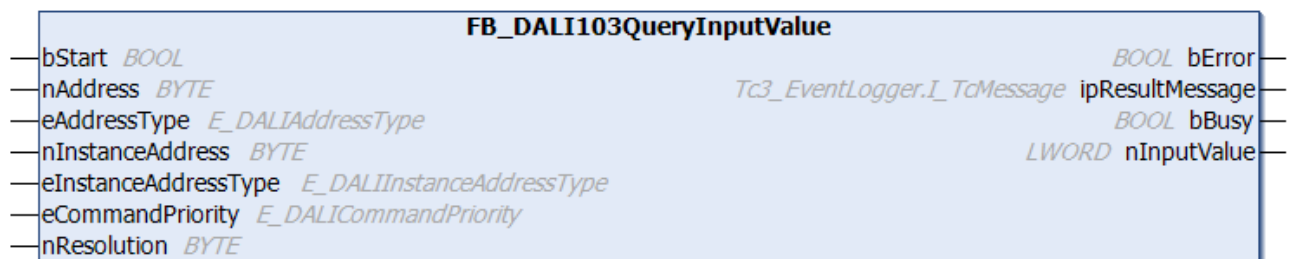 FB_DALI103QueryInputValue
bStart BOOL BOOL bError
nAddress BYTE Tc3_EventLogger.I_TcMessage ipResultMessage
eAddressType E_DALIAddressType BOOL bBusy
nInstanceAddress BYTE LWORD nInputValue
eInstanceAddressType E_DALIInstanceAddressType
eCommandPriority E_DALICommandPriority
nResolution BYTE